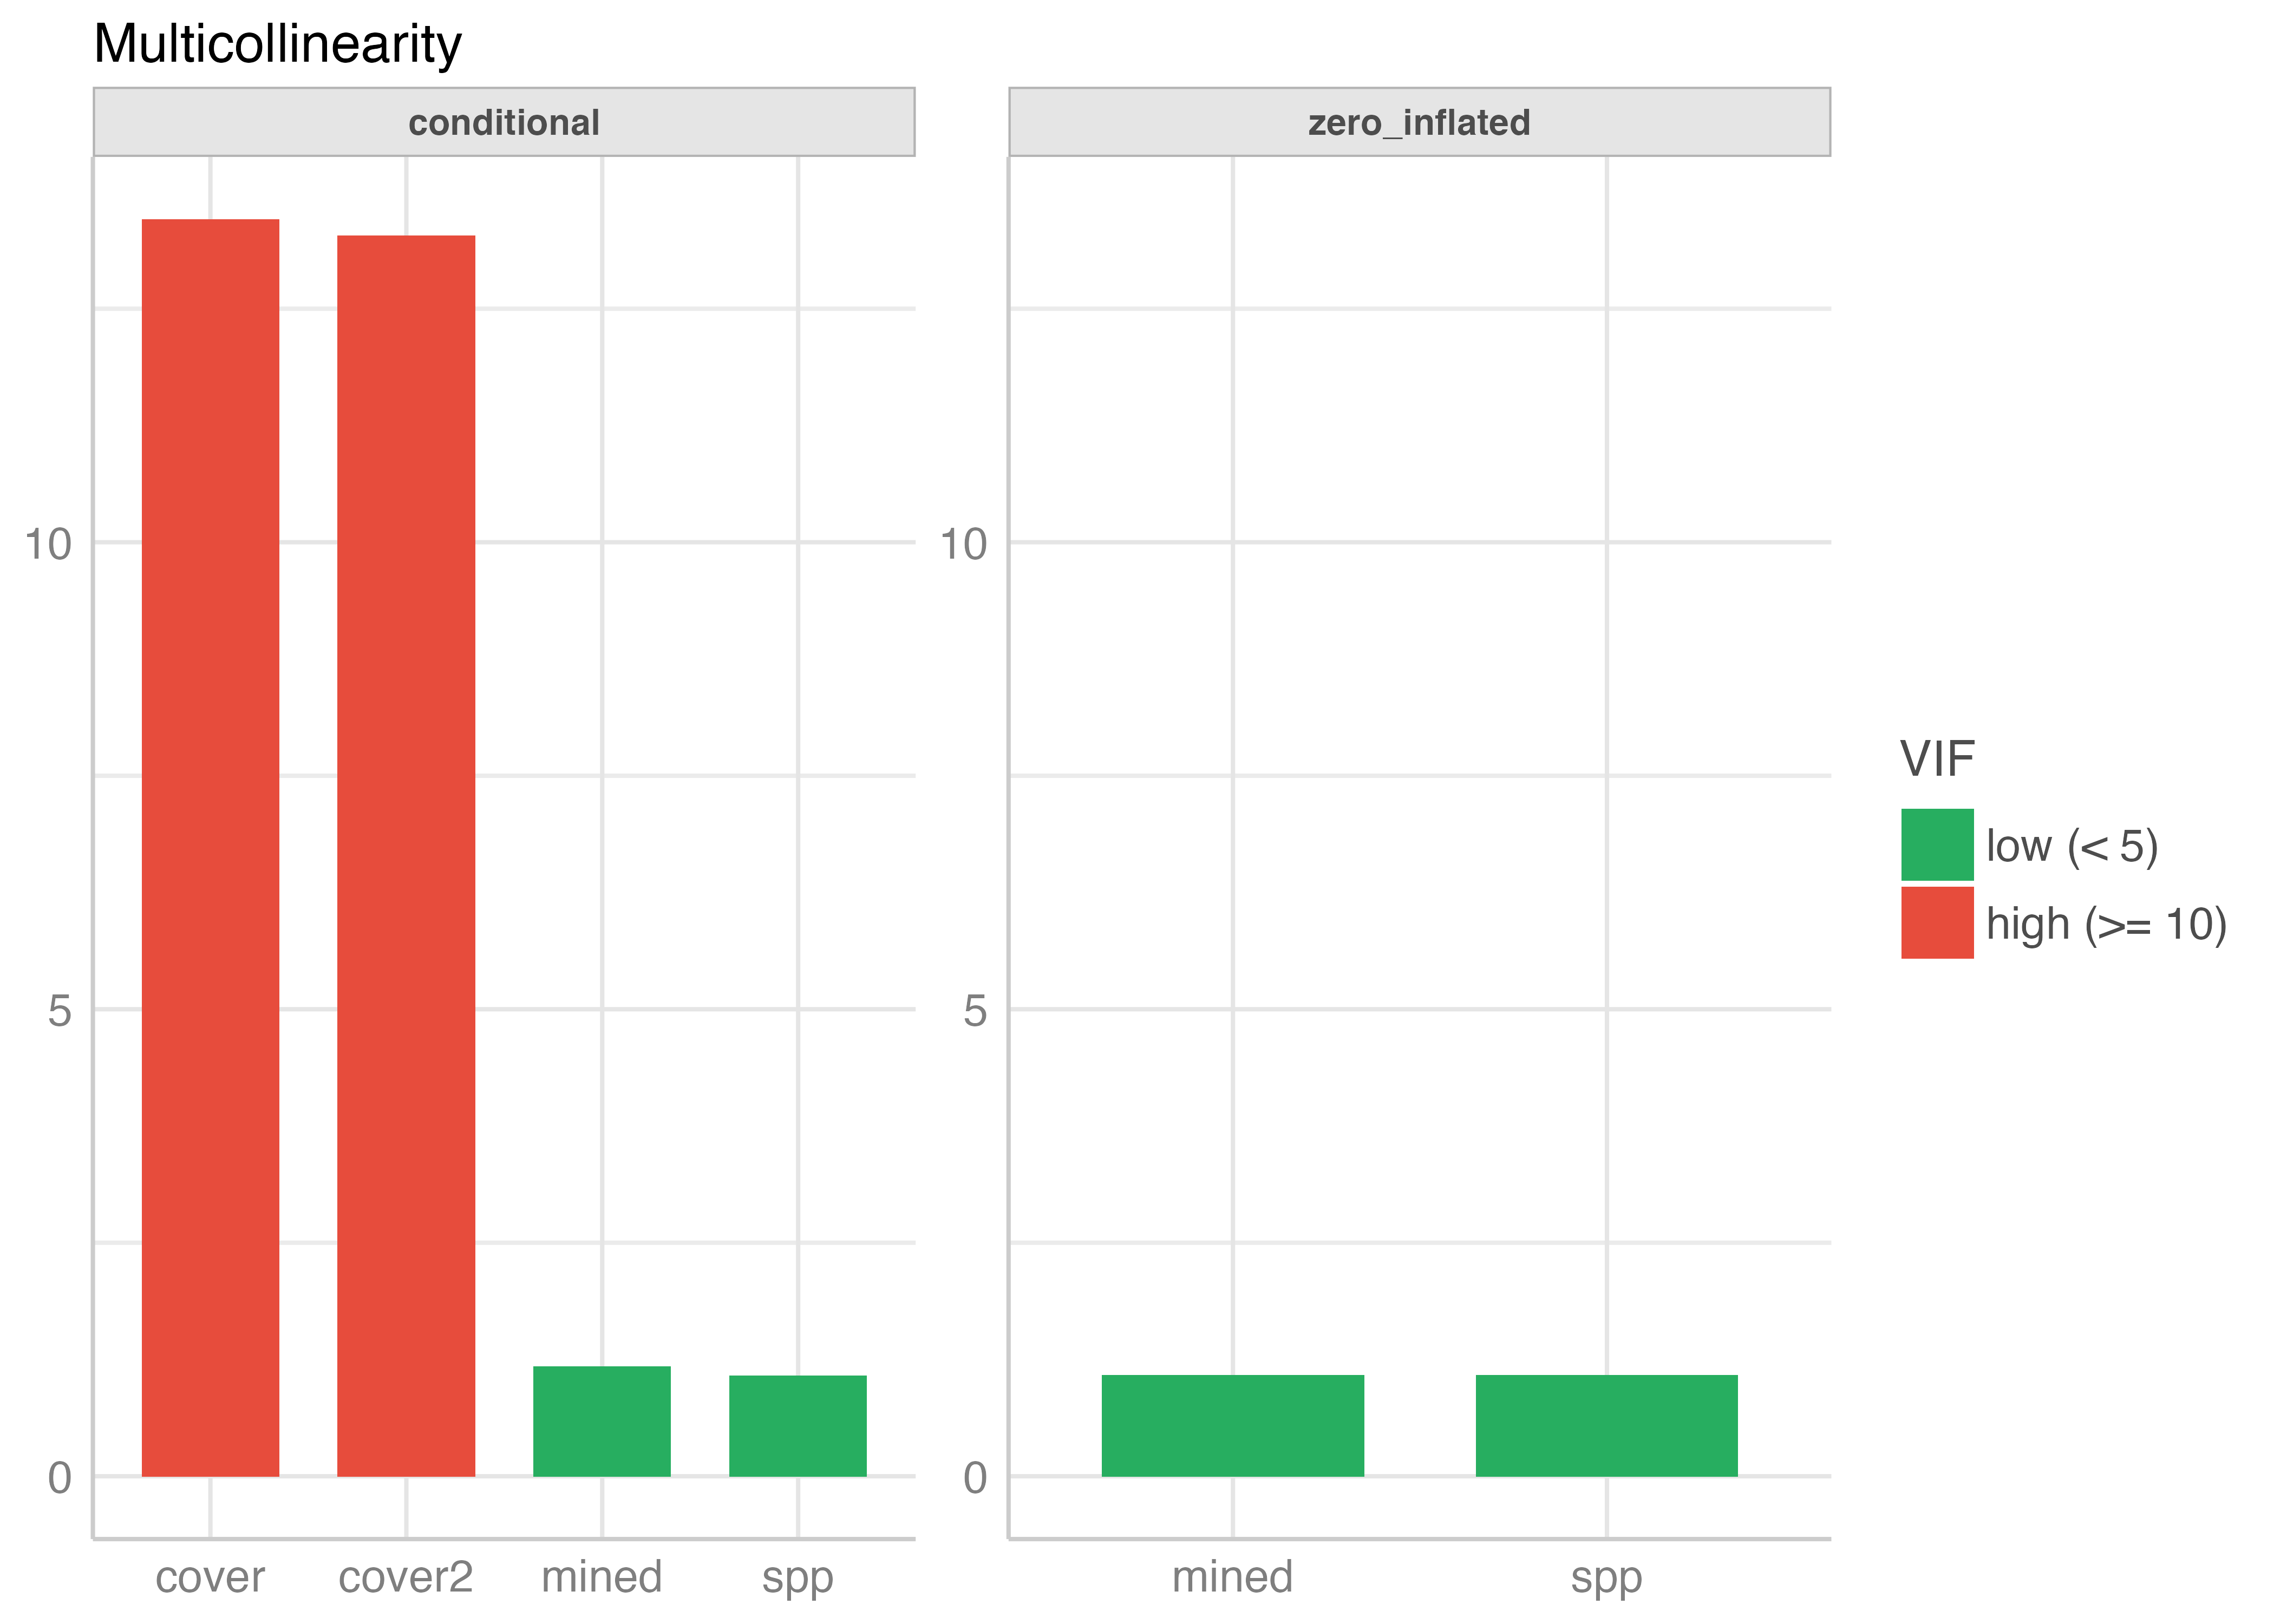 Multicollinearity
conditional
zero_inflated
10
5
0
10
5
0
cover cover2 mined spp
mined spp
VIF
low (< 5)
high (>= 10)